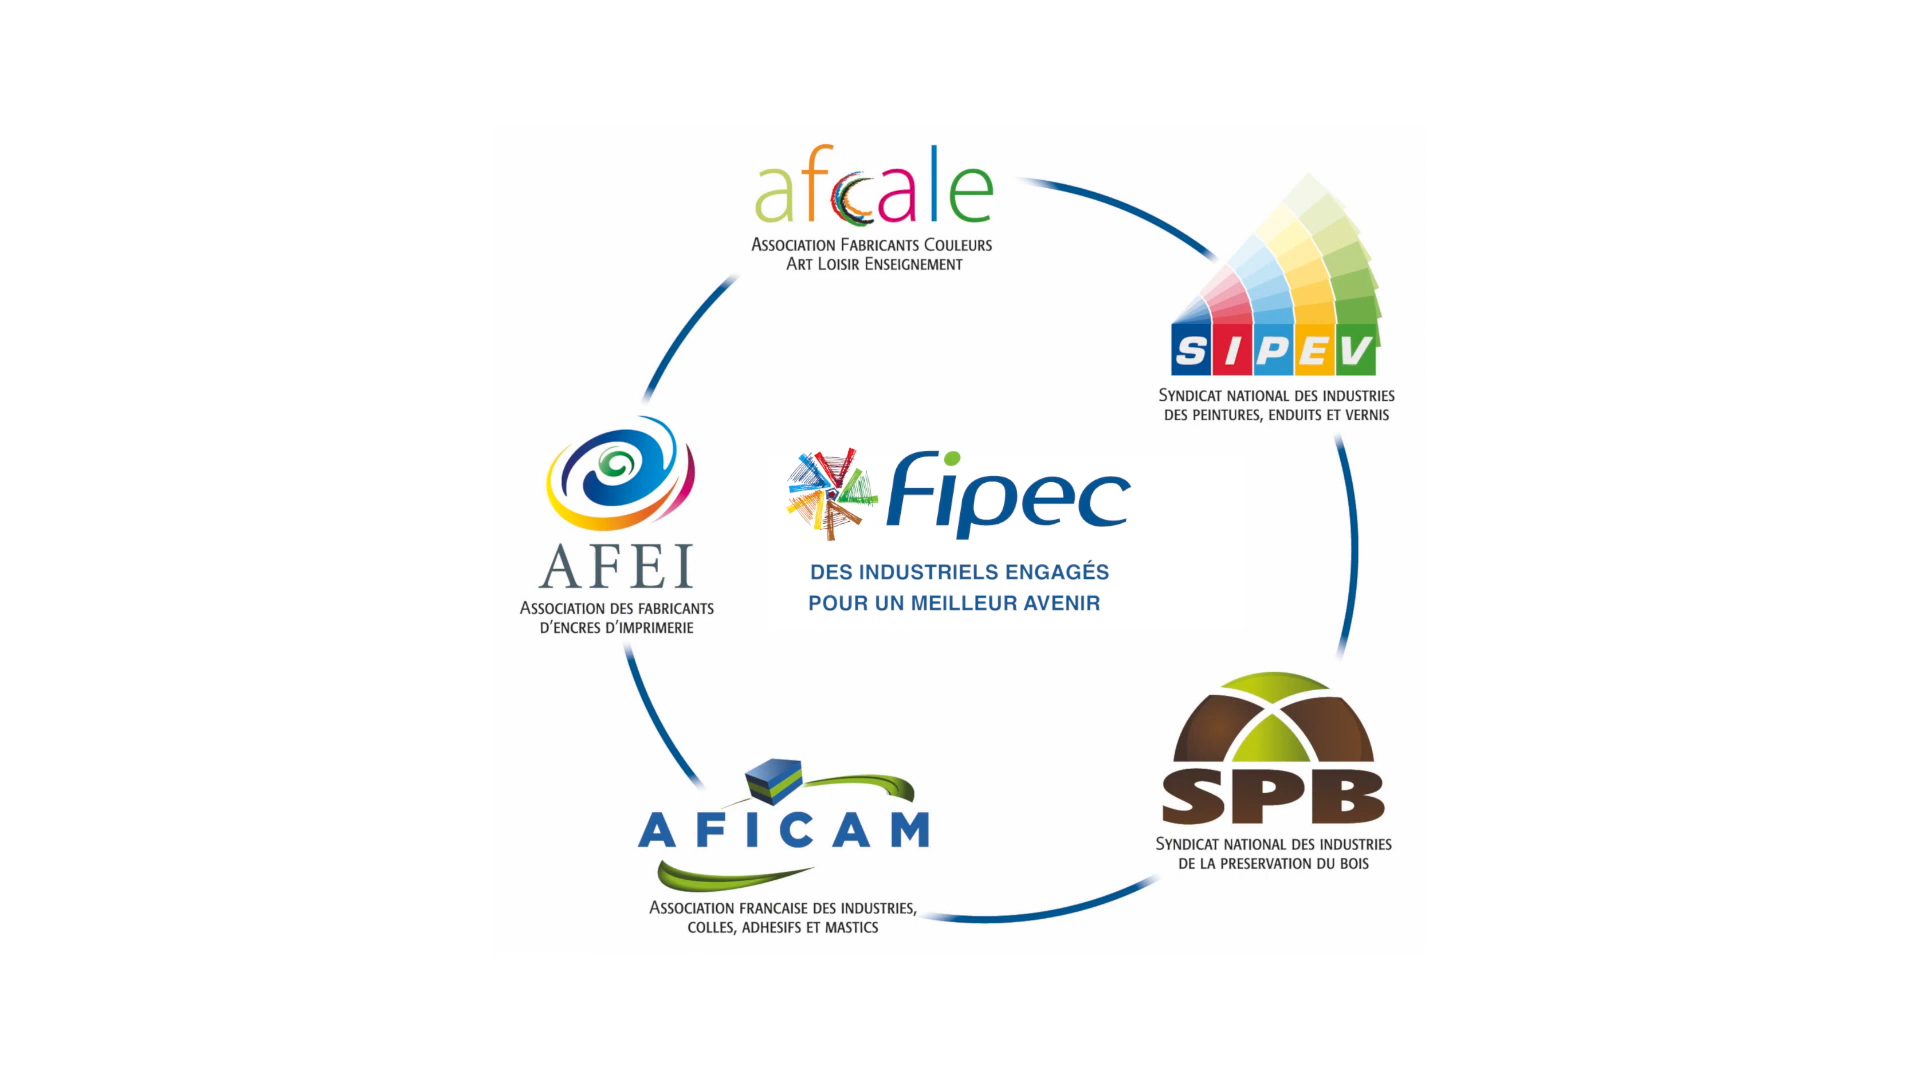 afcale
ASSOCIATION FABRICANTS COULEURS
ART LOISIR ENSEIGNEMENT
SIPEV
SYNDICAT NATIONAL DES INDUSTRIES
DES PEINTURES, ENDUITS ET VERNIS
AFEI
ASSOCIATION DES FABRICANTS
D'ENCRES D'IMPRIMERIE
fipec
DES INDUSTRIELS ENGAGÉS
POUR UN MEILLEUR AVENIR
SPB
SYNDICAT NATIONAL DES INDUSTRIES
DE LA PRESERVATION DU BOIS
AFICAM
ASSOCIATION FRANCAISE DES INDUSTRIES,
COLLES, ADHESIFS ET MASTICS